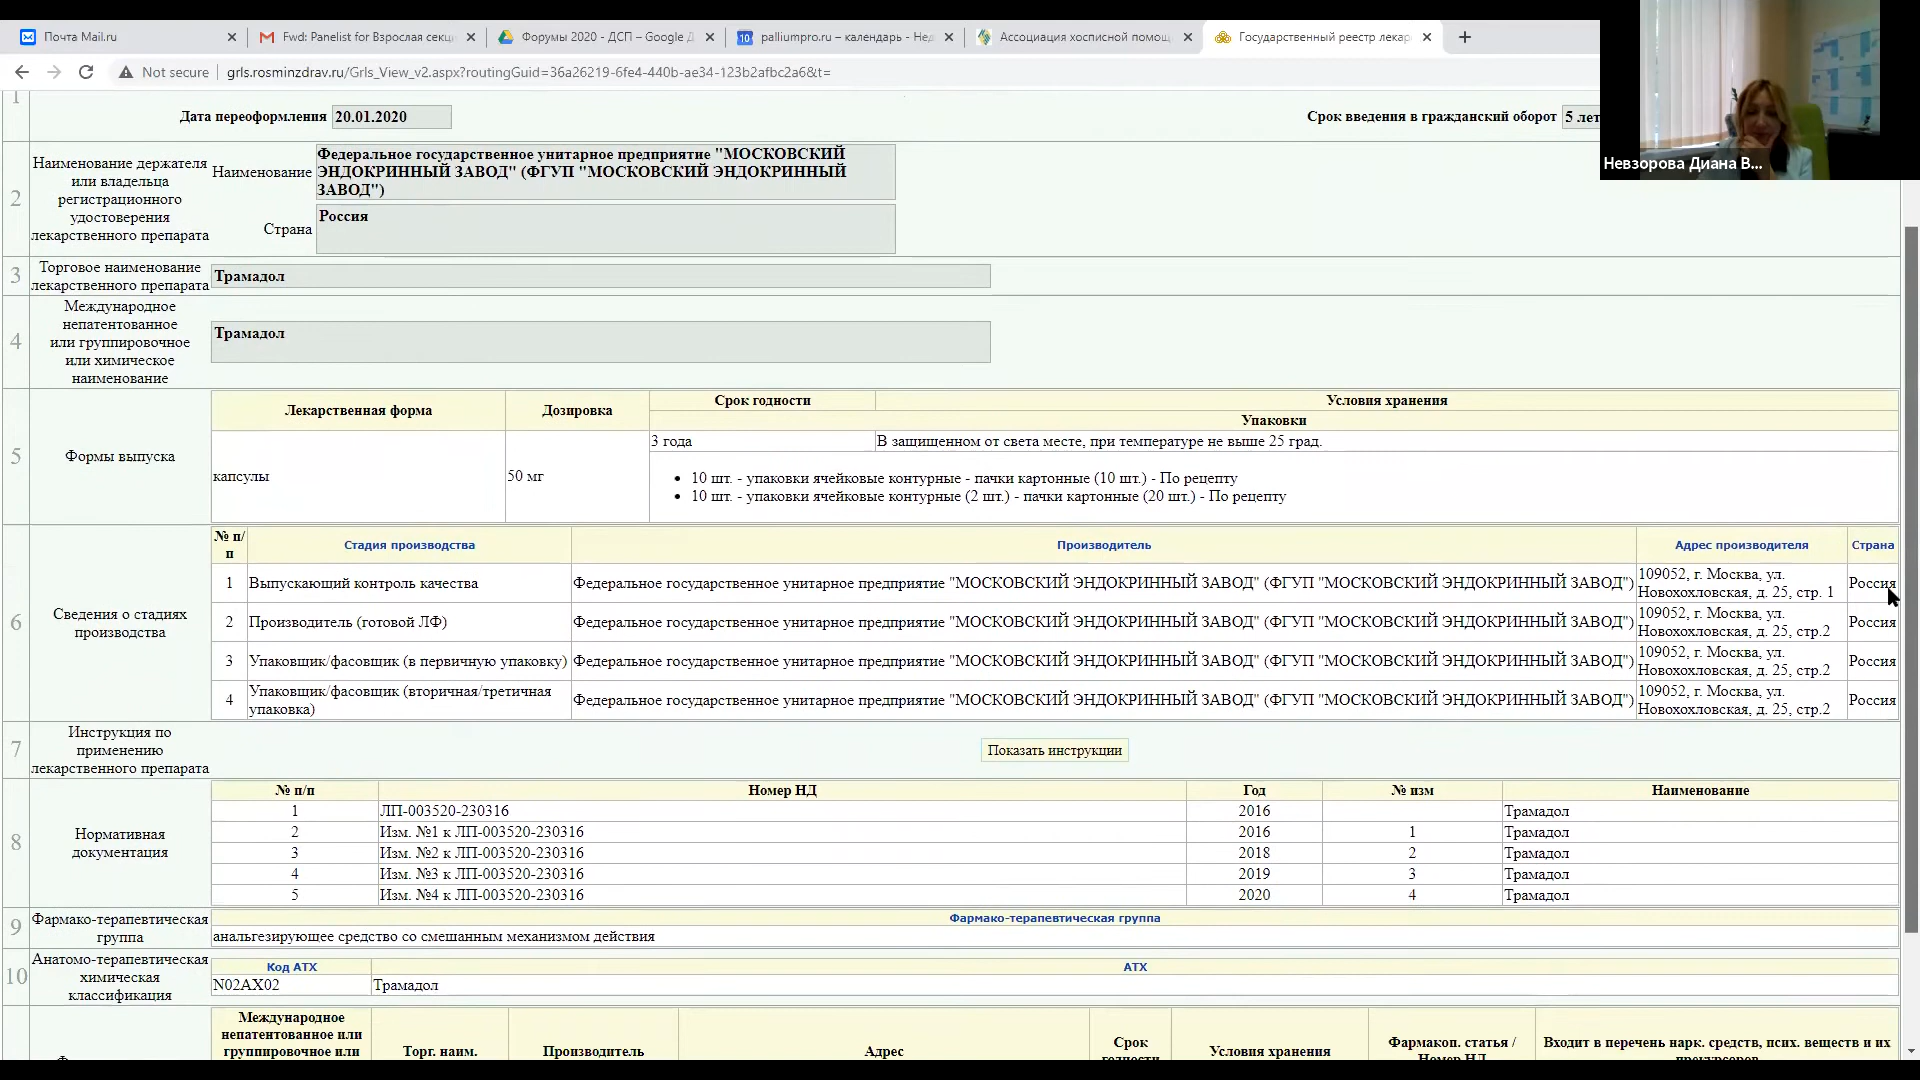 Почта Mail.ru
Fwd: Panelist for Взрослая секци
Форумы 2020 - ДСП – Google Д
palliumpro.ru – календарь - Нед
Ассоциация хосписной помощ
Государственный реестр лекар
Not secure
grls.rosminzdrav.ru/Grls_View_v2.aspx?routingGuid=36a26219-6fe4-440b-ae34-123b2afbc2a6&t=
Невзорова Диана В...
1
Дата переоформления 20.01.2020
Срок введения в гражданский оборот 5 лет
2
Наименование держателя
или владельца
регистрационного
удостоверения
лекарственного препарата
Наименование
Федеральное государственное унитарное предприятие "МОСКОВСКИЙ
ЭНДОКРИННЫЙ ЗАВОД" (ФГУП "МОСКОВСКИЙ ЭНДОКРИННЫЙ
ЗАВОД")
Страна
Россия
3
Торговое наименование
лекарственного препарата
Трамадол
4
Международное
непатентованное
или группировочное
или химическое
наименование
Трамадол
5
Формы выпуска
Лекарственная форма
Дозировка
Срок годности
Условия хранения
Упаковки
капсулы
50 мг
3 года
В защищенном от света месте, при температуре не выше 25 град.
10 шт. - упаковки ячейковые контурные - пачки картонные (10 шт.) - По рецепту
10 шт. - упаковки ячейковые контурные (2 шт.) - пачки картонные (20 шт.) - По рецепту
6
Сведения о стадиях
производства
№ п/
п
Стадия производства
Производитель
Адрес производителя
Страна
1
Выпускающий контроль качества
Федеральное государственное унитарное предприятие "МОСКОВСКИЙ ЭНДОКРИННЫЙ ЗАВОД" (ФГУП "МОСКОВСКИЙ ЭНДОКРИННЫЙ ЗАВОД")
109052, г. Москва, ул.
Новохохловская, д. 25, стр. 1
Россия
2
Производитель (готовой ЛФ)
Федеральное государственное унитарное предприятие "МОСКОВСКИЙ ЭНДОКРИННЫЙ ЗАВОД" (ФГУП "МОСКОВСКИЙ ЭНДОКРИННЫЙ ЗАВОД")
109052, г. Москва, ул.
Новохохловская, д. 25, стр.2
Россия
3
Упаковщик/фасовщик (в первичную упаковку)
Федеральное государственное унитарное предприятие "МОСКОВСКИЙ ЭНДОКРИННЫЙ ЗАВОД" (ФГУП "МОСКОВСКИЙ ЭНДОКРИННЫЙ ЗАВОД")
109052, г. Москва, ул.
Новохохловская, д. 25, стр.2
Россия
4
Упаковщик/фасовщик (вторичная/третичная
упаковка)
Федеральное государственное унитарное предприятие "МОСКОВСКИЙ ЭНДОКРИННЫЙ ЗАВОД" (ФГУП "МОСКОВСКИЙ ЭНДОКРИННЫЙ ЗАВОД")
109052, г. Москва, ул.
Новохохловская, д. 25, стр.2
Россия
7
Инструкция по
применению
лекарственного препарата
Показать инструкции
8
Нормативная
документация
№ п/п
Номер НД
Год
№ изм
Наименование
1 ЛП-003520-230316 2016 Трамадол
2 Изм. №1 к ЛП-003520-230316 2016 1 Трамадол
3 Изм. №2 к ЛП-003520-230316 2018 2 Трамадол
4 Изм. №3 к ЛП-003520-230316 2019 3 Трамадол
5 Изм. №4 к ЛП-003520-230316 2020 4 Трамадол
9
Фармако-терапевтическая
группа
Фармако-терапевтическая группа
анальгезирующее средство со смешанным механизмом действия
10
Анатомо-терапевтическая
химическая
классификация
Код АТХ
АТХ
N02AX02
Трамадол
Международное
непатентованное или
группировочное или
Торг. наим.
Производитель
Адрес
Срок
годности
Условия хранения
Фармакоп. статья /
Номер НД
Входит в перечень нарк. средств, псих. веществ и их
прекурсоров